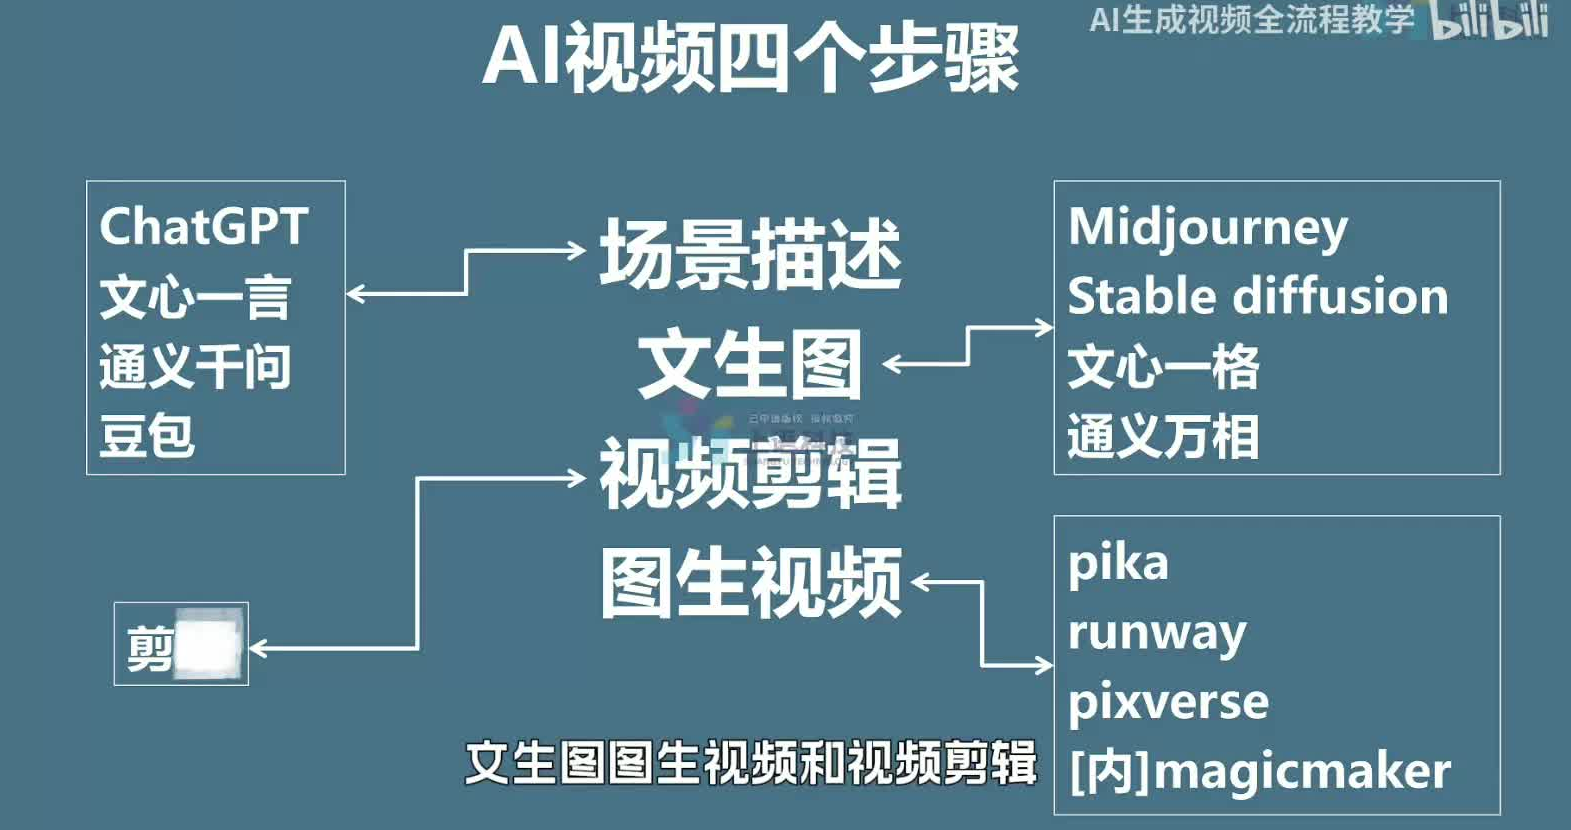 AI生成视频全流程教学
bilibili
AI视频四个步骤
ChatGPT
文心一言
通义千问
豆包
场景描述
文生图
视频剪辑
图生视频
Midjourney
Stable diffusion
文心一格
通义万相
剪
pika
runway
pixverse
[内]magicmaker
文生图图生视频和视频剪辑